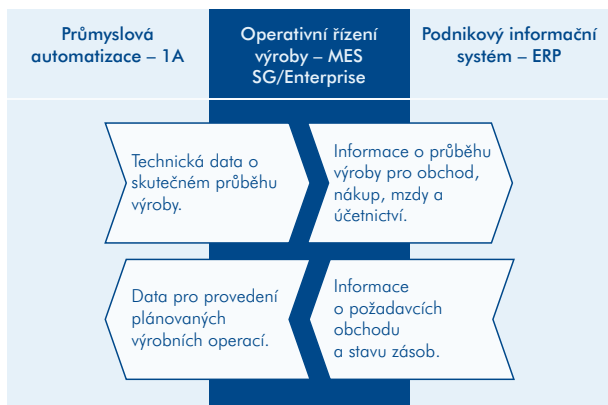 Průmyslová
automatizace – 1A
Operativní řízení
výroby – MES
SG/Enterprise
Podnikový informační
systém – ERP
Technická data o
skutečném průběhu
výroby.
Informace o průběhu
výroby pro obchod,
nákup, mzdy a
účetnictví.
Data pro provedení
plánovaných
výrobních operací.
Informace
o požadavcích
obchodu
a stavu zásob.